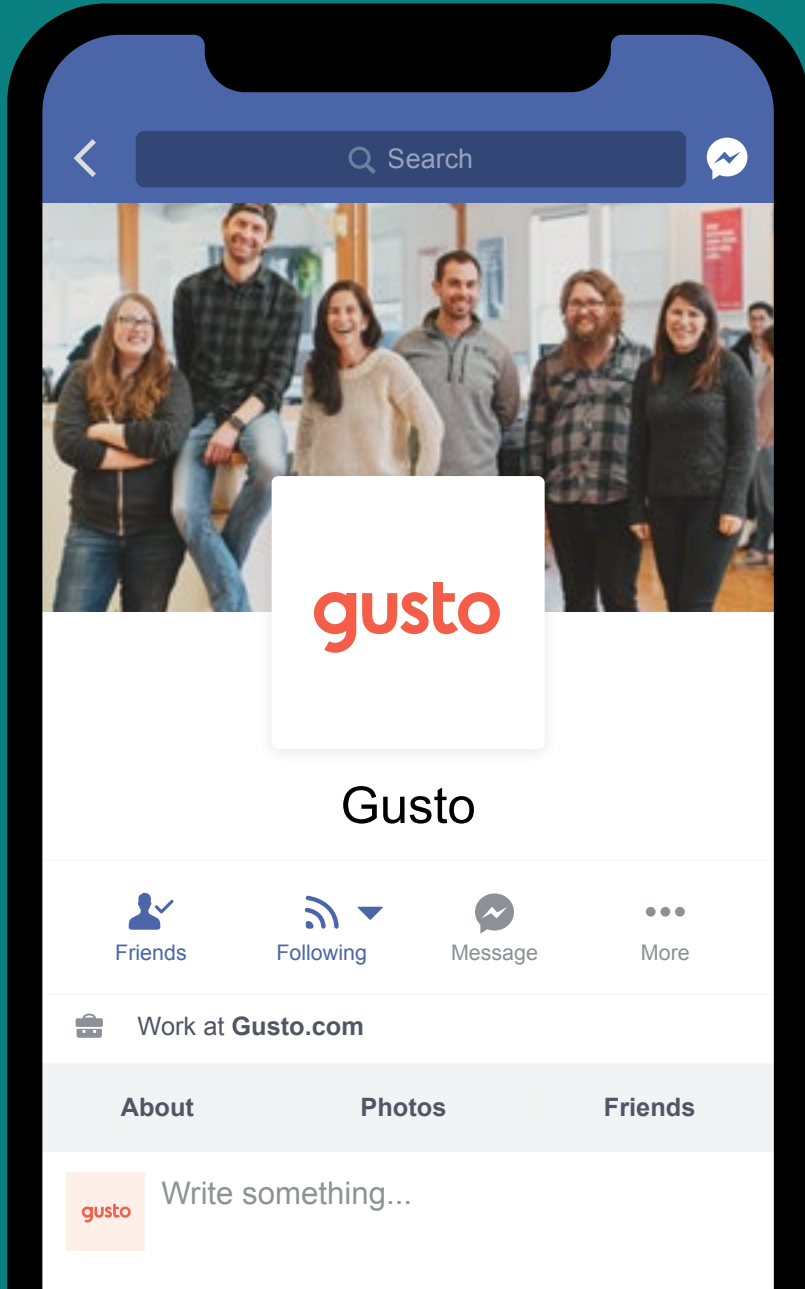 Search
gusto
Gusto
Friends
Following
Message
More
Work at Gusto.com
About
Photos
Friends
gusto
Write something...